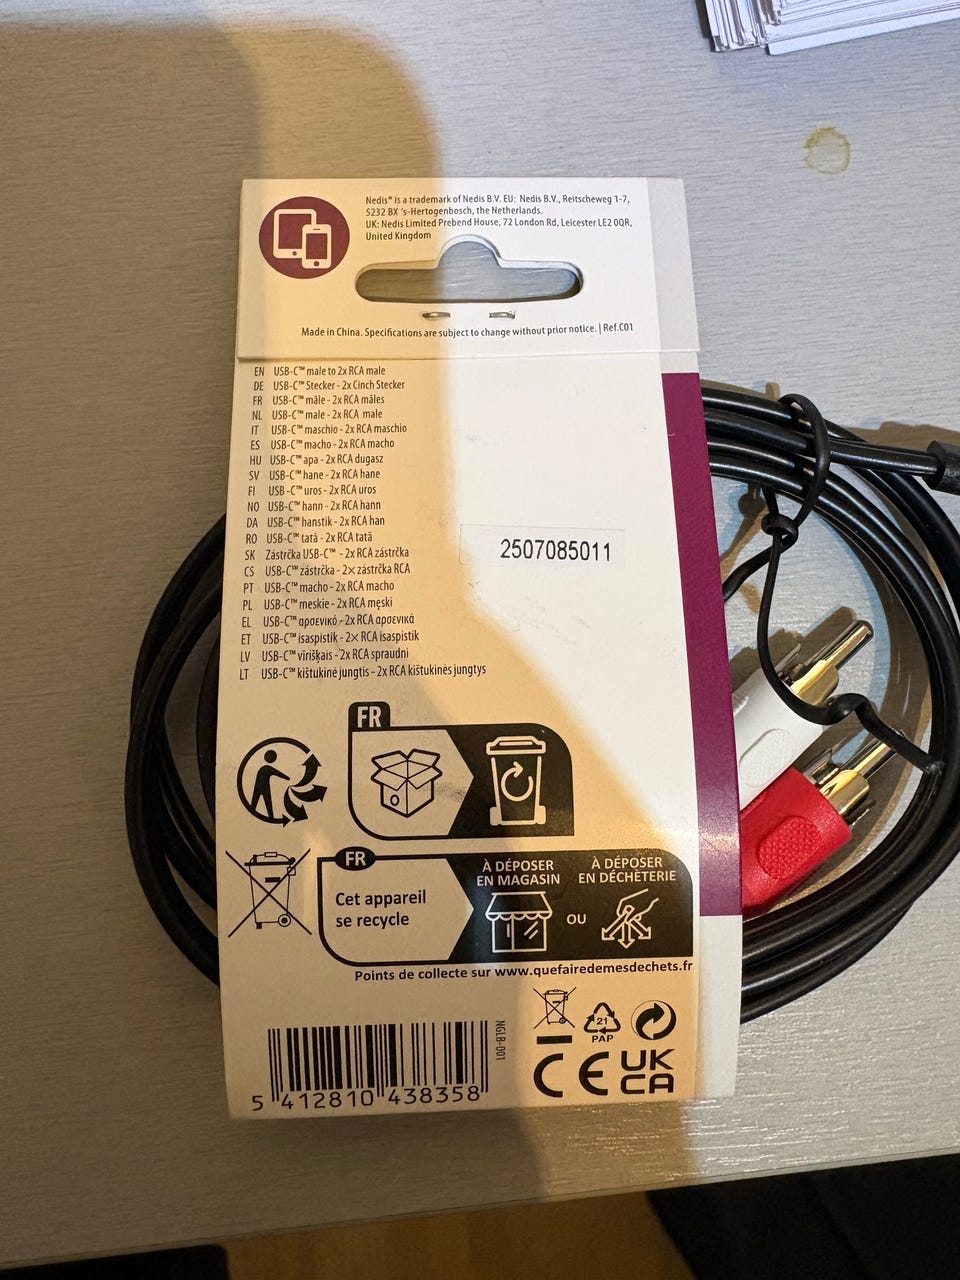 Nedis® is a trademark of Nedis B.V. EU: Nedis B.V., Reitscheweg 1-7,
5232 BX 's-Hertogenbosch, the Netherlands.
UK: Nedis Limited Prebend House, 72 London Rd, Leicester LE2 0QR,
United Kingdom
Made in China. Specifications are subject to change without prior notice. | Ref.C01
EN USB-C™ male to 2x RCA male
DE USB-C™ Stecker - 2x Cinch Stecker
FR USB-C™ mâle - 2x RCA mâles
NL USB-C™ male - 2x RCA male
IT USB-C™ maschio - 2x RCA maschio
ES USB-C™ macho - 2x RCA macho
HU USB-C™ apa - 2x RCA dugasz
SV USB-C™ hane - 2x RCA hane
FI USB-C™ uros - 2x RCA uros
NO USB-C™ hann - 2x RCA hann
DA USB-C™ hanstik - 2x RCA han
RO USB-C™ tată - 2x RCA tată
SK Zástrčka USB-C™ - 2x RCA zástrčka
CS USB-C™ zástrčka - 2× zástrčka RCA
PT USB-C™ macho - 2x RCA macho
PL USB-C™ meskie - 2x RCA męski
EL USB-C™ αρσενικό - 2x RCA αρσενικά
ET USB-C™ isaspistik - 2× RCA isaspistik
LV USB-C™ vīrišķais - 2x RCA spraudni
LT USB-C™ kištukinė jungtis - 2x RCA kištukinės jungtys
2507085011
FR
FR
Cet appareil
se recycle
À DÉPOSER
EN MAGASIN
OU
À DÉPOSER
EN DÉCHÈTERIE
Points de collecte sur www.quefairedemesdechets.fr
NGLB-001
5 412810 438358
21
PAP
CE
UK
CA